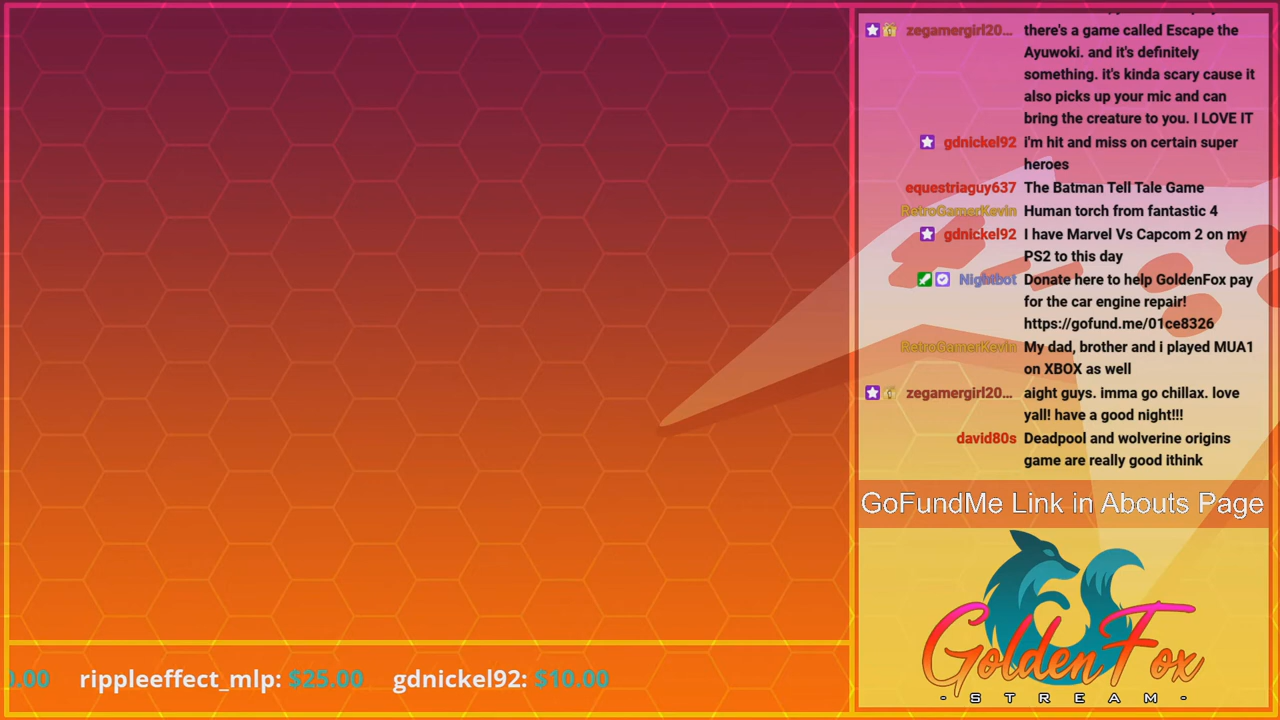 zegamergirl20... there's a game called Escape the
Ayuwoki. and it's definitely
something. it's kinda scary cause it
also picks up your mic and can
bring the creature to you. I LOVE IT
gdnickel92 i'm hit and miss on certain super
heroes
equestriaguy637 The Batman Tell Tale Game
RetroGamerKevin Human torch from fantastic 4
gdnickel92 I have Marvel Vs Capcom 2 on my
PS2 to this day
Nightbot Donate here to help GoldenFox pay
for the car engine repair!
https://gofund.me/01ce8326
RetroGamerKevin My dad, brother and i played MUA1
on XBOX as well
zegamergirl20... aight guys. imma go chillax. love
yall! have a good night!!!
david80s Deadpool and wolverine origins
game are really good ithink
GoFundMe Link in Abouts Page
GoldenFox
- S T R E A M -
.00 rippleeffect_mlp: $25.00 gdnickel92: $10.00